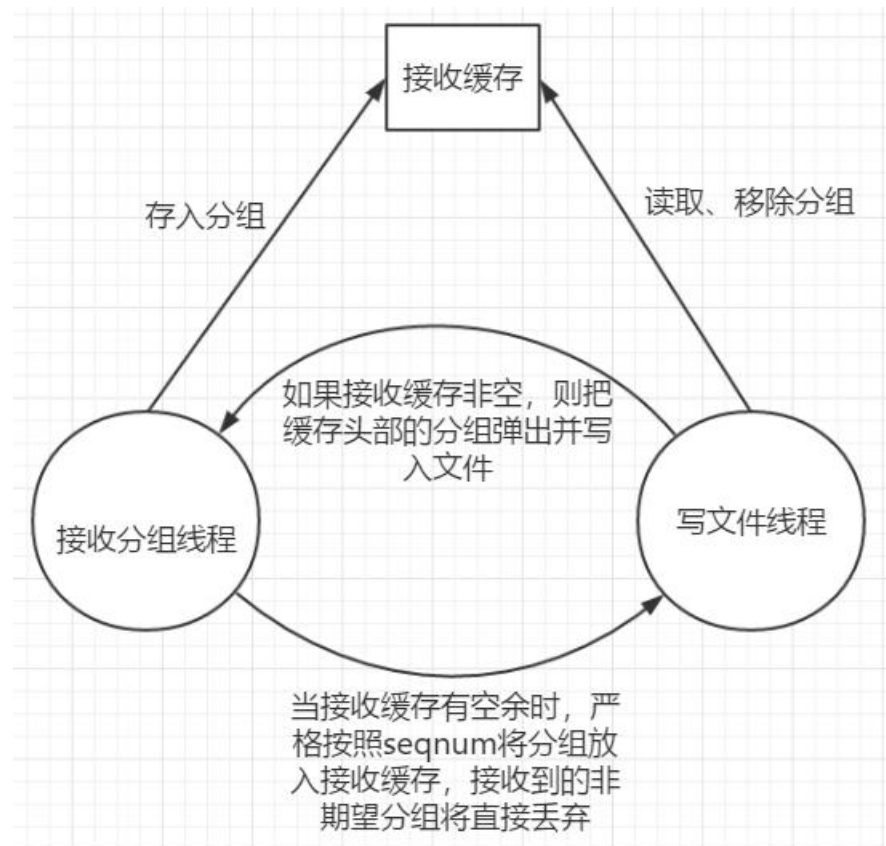 接收缓存
存入分组
读取、移除分组
如果接收缓存非空，则把
缓存头部的分组弹出并写
入文件
接收分组线程
写文件线程
当接收缓存有空余时，严
格按照seqnum将分组放
入接收缓存，接收到的非
期望分组将直接丢弃